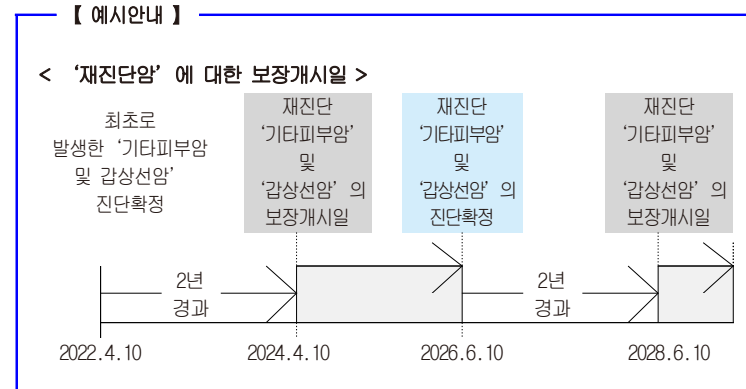 【 예시안내 】
< ‘재진단암’에 대한 보장개시일 >
최초로
발생한 ‘기타피부암
및 갑상선암’
진단확정
재진단
‘기타피부암’
및
‘갑상선암’의
보장개시일
재진단
‘기타피부암’
및
‘갑상선암’의
진단확정
재진단
‘기타피부암’
및
‘갑상선암’의
보장개시일
2년
경과
2년
경과
2022.4.10
2024.4.10
2026.6.10
2028.6.10